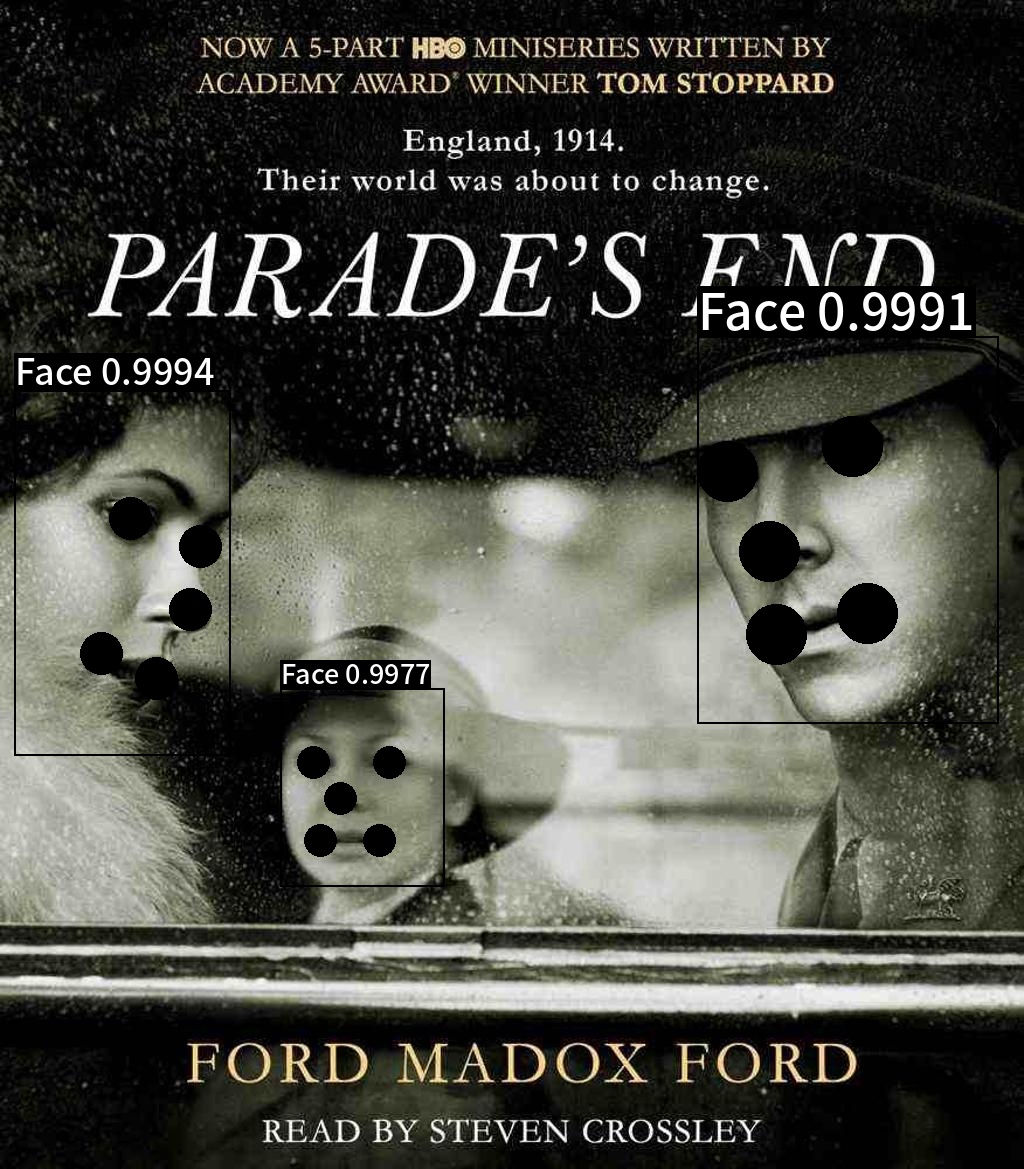 NOW A 5-PART HBO MINISERIES WRITTEN BY
ACADEMY AWARD® WINNER TOM STOPPARD
England, 1914.
Their world was about to change.
PARADE'S END
Face 0.9991
Face 0.9994
Face 0.9977
FORD MADOX FORD
READ BY STEVEN CROSSLEY